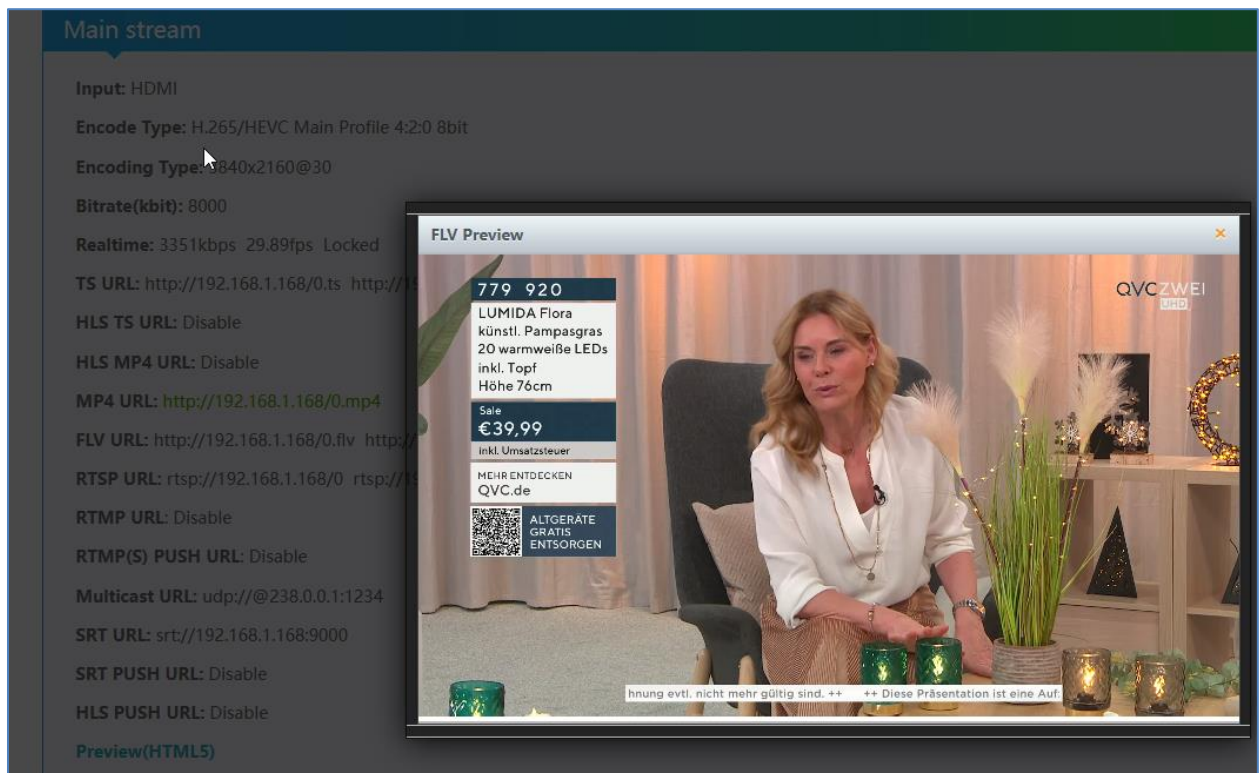 Main stream
Input: HDMI
Encode Type: H.265/HEVC Main Profile 4:2:0 8bit
Encoding Type: 3840x2160@30
Bitrate(kbit): 8000
Realtime: 3351kbps 29.89fps Locked
TS URL: http://192.168.1.168/0.ts http://19
HLS TS URL: Disable
HLS MP4 URL: Disable
MP4 URL: http://192.168.1.168/0.mp4
FLV URL: http://192.168.1.168/0.flv http:/
RTSP URL: rtsp://192.168.1.168/0 rtsp://19
RTMP URL: Disable
RTMP(S) PUSH URL: Disable
Multicast URL: udp://@238.0.0.1:1234
SRT URL: srt://192.168.1.168:9000
SRT PUSH URL: Disable
HLS PUSH URL: Disable
Preview(HTML5)
FLV Preview
×
779 920
LUMIDA Flora
künstl. Pampasgras
20 warmweiße LEDs
inkl. Topf
Höhe 76cm
Sale
€39,99
inkl. Umsatzsteuer
MEHR ENTDECKEN
QVC.de
ALTGERÄTE
GRATIS
ENTSORGEN
QVCZWEI
UHD
hnung evtl. nicht mehr gültig sind. ++ ++ Diese Präsentation ist eine Auf